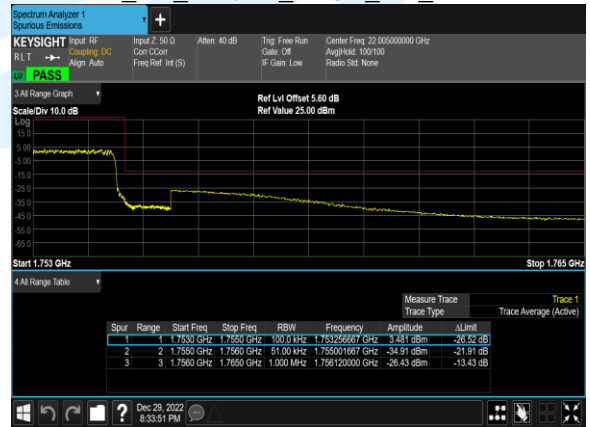 Spectrum Analyzer 1
Spurious Emissions
KEYSIGHT Input: RF Input Z: 50 Ω Atten: 40 dB Trig: Free Run Center Freq: 22.005000000 GHz
RLT Coupling: DC Corr CCorr Gate: Off Avg|Hold: 100/100
Align: Auto Freq Ref: Int (S) IF Gain: Low Radio Std: None
PASS
3 All Range Graph
Ref Lvl Offset 5.60 dB
Scale/Div 10.0 dB Ref Value 25.00 dBm
Log
15.0
5.00
-5.00
-15.0
-25.0
-35.0
-45.0
-55.0
-65.0
Start 1.753 GHz Stop 1.765 GHz
4 All Range Table
Measure Trace Trace 1
Trace Type Trace Average (Active)
Spur Range Start Freq Stop Freq RBW Frequency Amplitude ΔLimit
1 1 1.7530 GHz 1.7550 GHz 100.0 kHz 1.753256667 GHz 3.481 dBm -26.52 dB
2 2 1.7550 GHz 1.7560 GHz 51.00 kHz 1.755001667 GHz -34.91 dBm -21.91 dB
3 3 1.7560 GHz 1.7650 GHz 1.000 MHz 1.756120000 GHz -26.43 dBm -13.43 dB
? Dec 29, 2022
8:33:51 PM